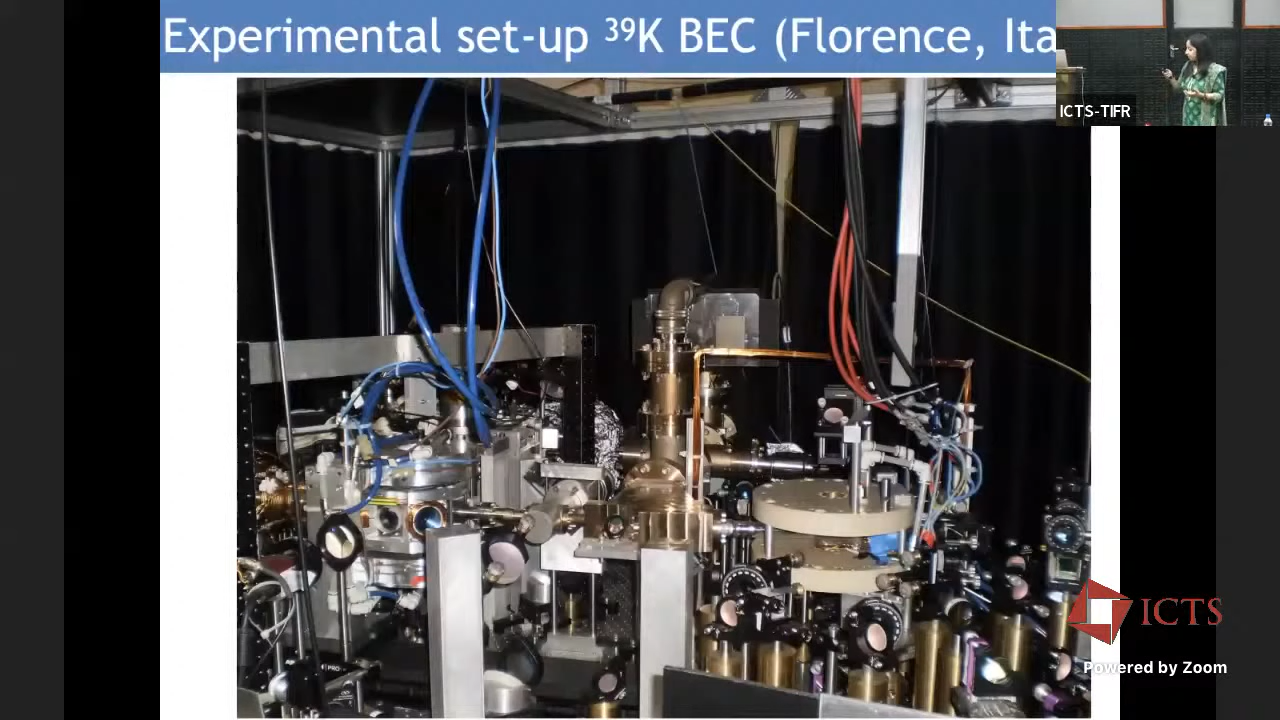 Experimental set-up ³⁹K BEC (Florence, Ita
ICTS-TIFR
ICTS
Powered by Zoom